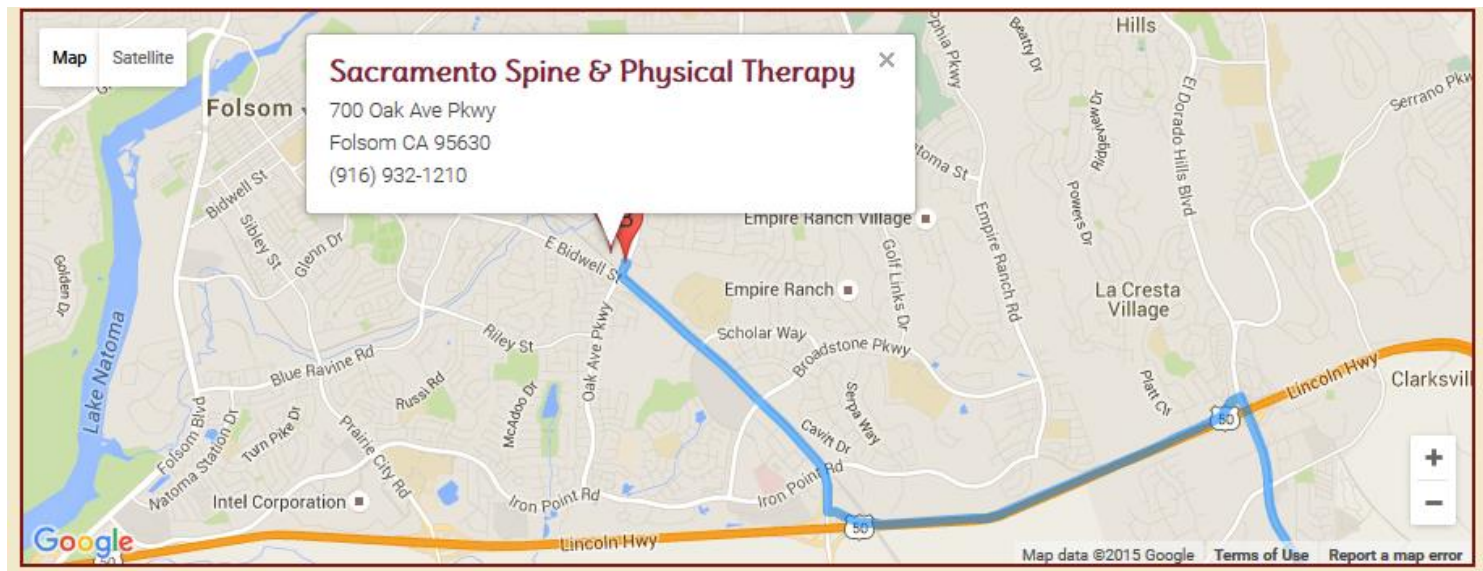 Map
Satellite
Sacramento Spine & Physical Therapy
700 Oak Ave Pkwy
Folsom CA 95630
(916) 932-1210
Folsom
Hills
Beatty Dr
El Dorado Hills Blvd
Serrano
Ridgeview Dr
Powers Dr
Bidwell St
Sibley St
Glenn Dr
E Bidwell St
B
Empire Ranch Village
Empire Ranch Rd
Golf Links Dr
Empire Ranch
La Cresta
Village
Golden Dr
Lake Natoma
Blue Ravine Rd
Riley St
Oak Ave Pkwy
Scholar Way
Broadstone Pkwy
Serpa Way
Cavitt Dr
Platt Cir
Lincoln Hwy
Clarksvill
50
Russi Rd
McAdoo Dr
Turn Pike Dr
Folsom Blvd
Natoma Station Dr
Prairie City Rd
Iron Point Rd
Iron Point Rd
Intel Corporation
50
Lincoln Hwy
+
−
Google
Map data ©2015 Google
Terms of Use
Report a map error